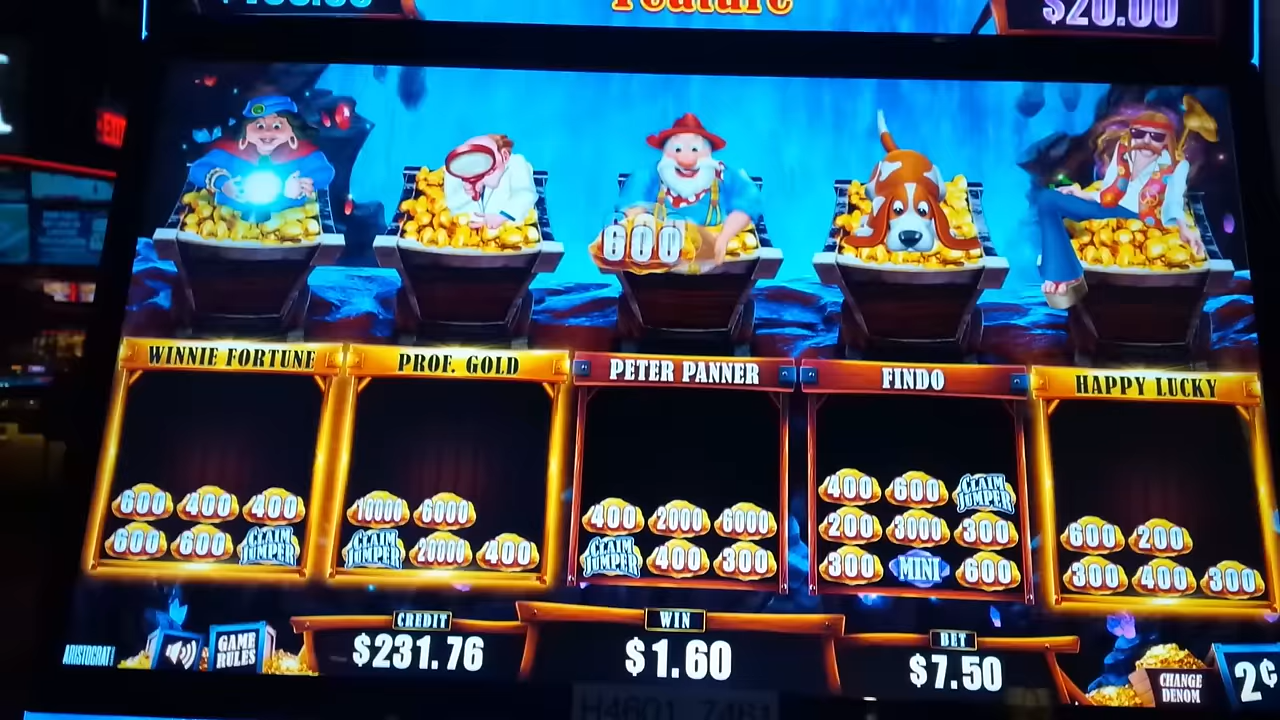 Feature
$20.00
EXIT
600
WINNIE FORTUNE
PROF. GOLD
PETER PANNER
FINDO
HAPPY LUCKY
600 400 400
600 600 CLAIM JUMPER
10000 6000
CLAIM JUMPER 20000 400
400 2000 6000
CLAIM JUMPER 400 300
400 600 CLAIM JUMPER
200 3000 300
300 MINI 600
600 200
300 400 300
ARISTOCRAT
GAME
RULES
CREDIT
$231.76
WIN
$1.60
BET
$7.50
CHANGE
DENOM
2¢